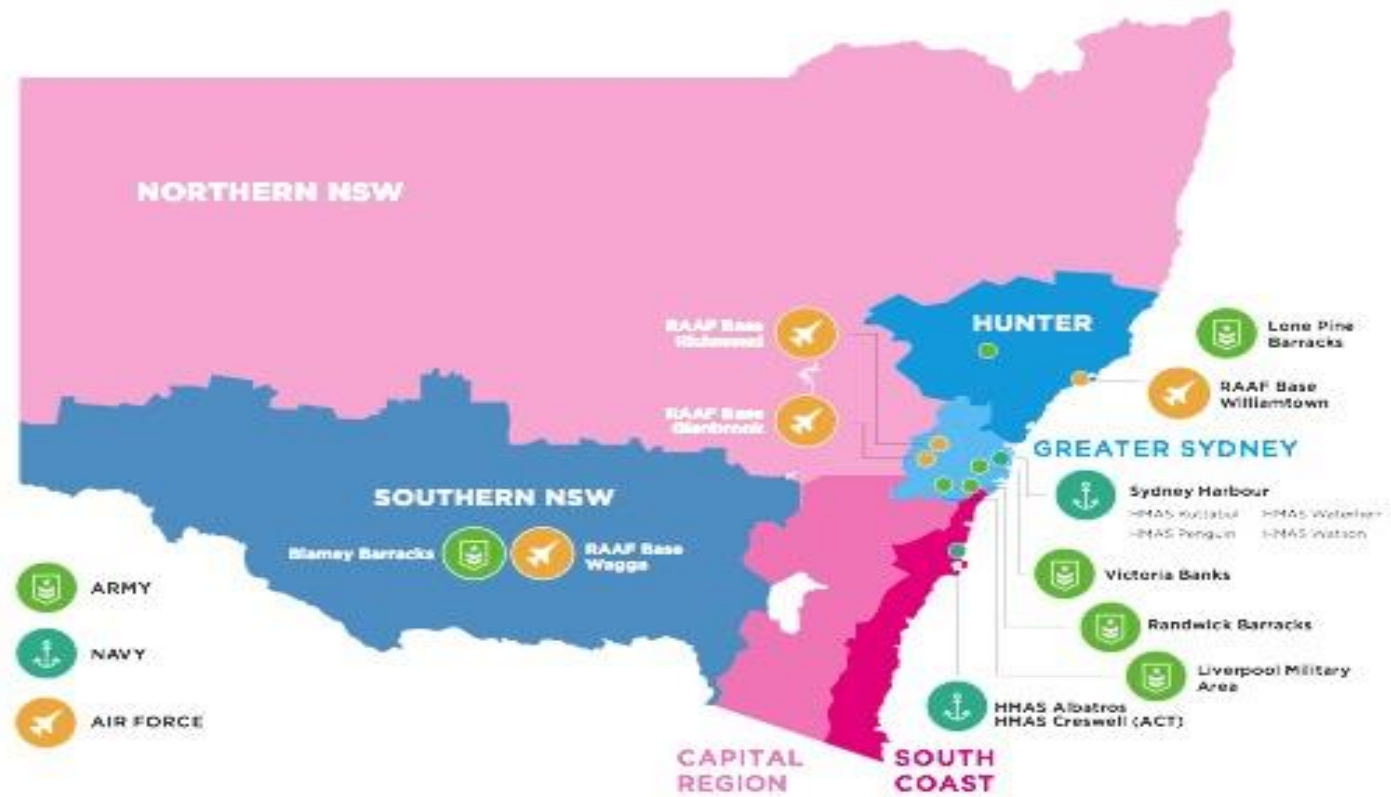 NORTHERN NSW
HUNTER
RAAF Base
Richmond
RAAF Base
Glenbrook
Lone Pine
Barracks
RAAF Base
Williamtown
GREATER SYDNEY
Sydney Harbour
HMAS Kuttabul HMAS Waterhen
HMAS Penguin HMAS Watson
Victoria Banks
Randwick Barracks
Liverpool Military
Area
SOUTHERN NSW
Blamey Barracks
RAAF Base
Wagga
HMAS Albatros
HMAS Creswell (ACT)
CAPITAL
REGION
SOUTH
COAST
ARMY
NAVY
AIR FORCE